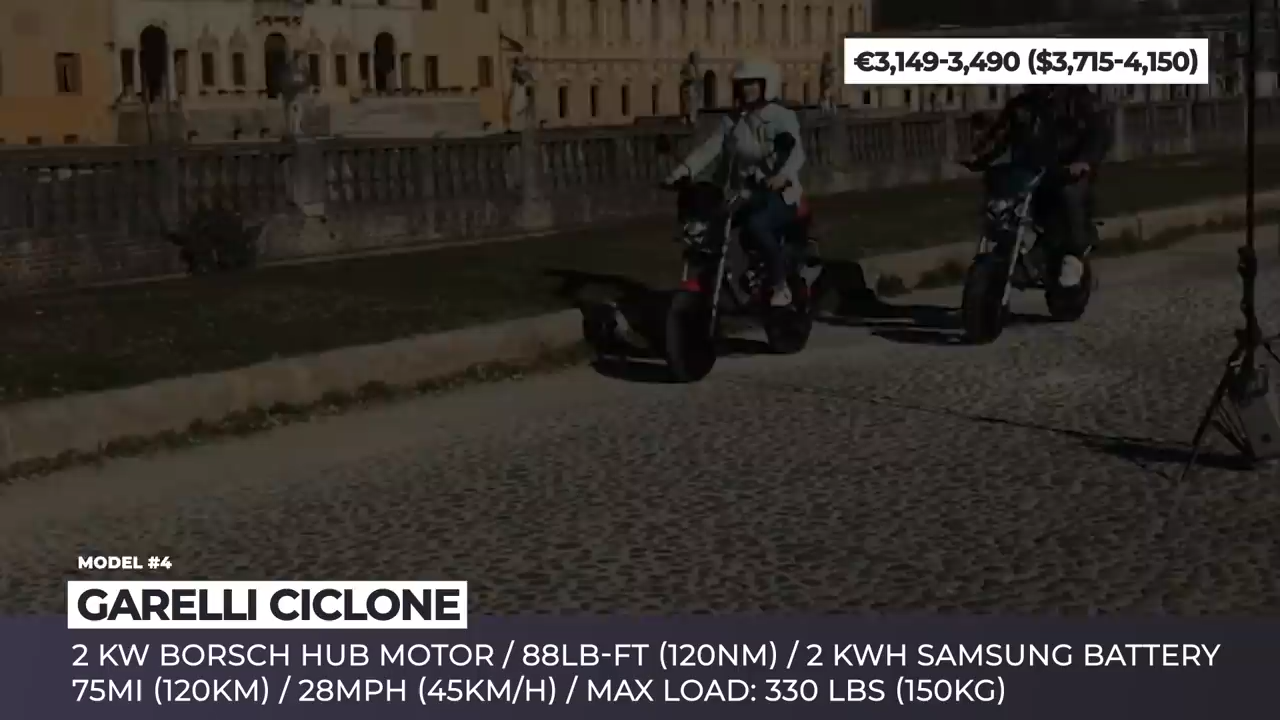 €3,149-3,490 ($3,715-4,150)
MODEL #4
GARELLI CICLONE
2 KW BORSCH HUB MOTOR / 88LB-FT (120NM) / 2 KWH SAMSUNG BATTERY
75MI (120KM) / 28MPH (45KM/H) / MAX LOAD: 330 LBS (150KG)